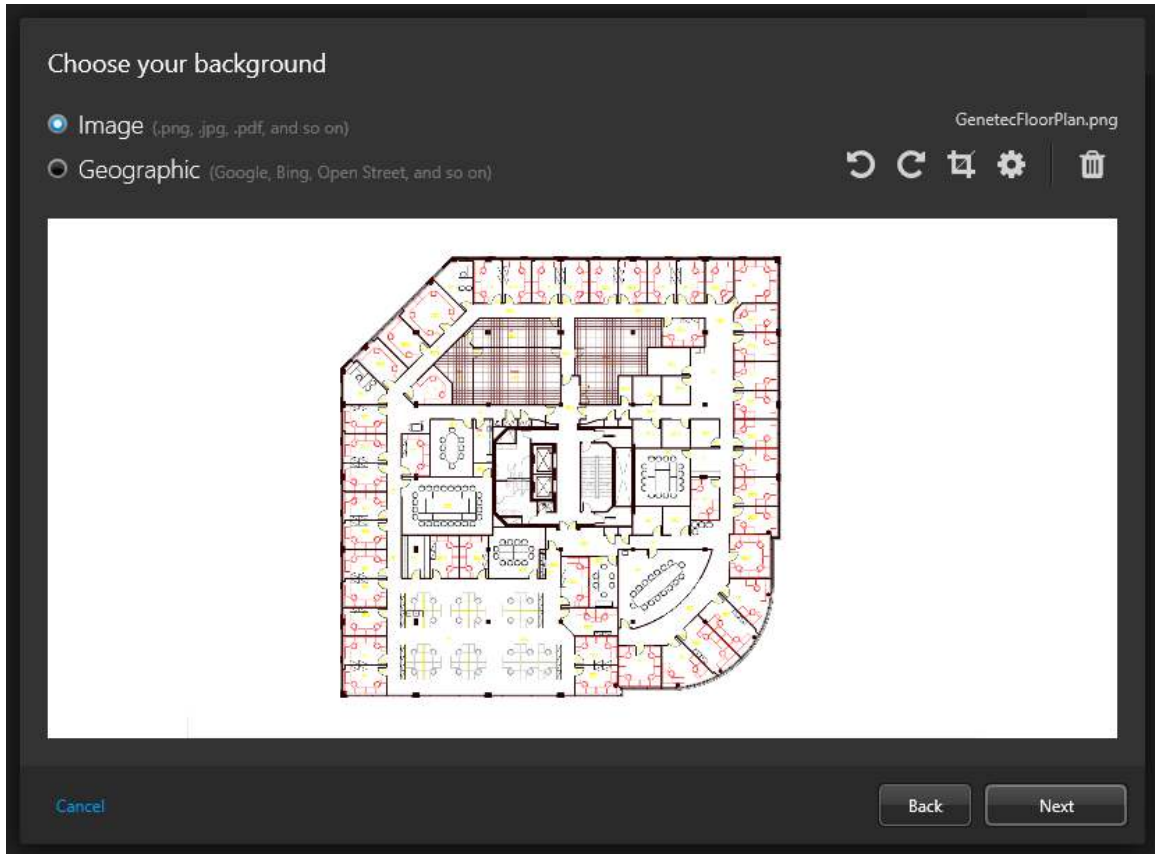 Choose your background
Image (.png, .jpg, .pdf, and so on)
GenetecFloorPlan.png
Geographic (Google, Bing, Open Street, and so on)
Cancel
Back
Next